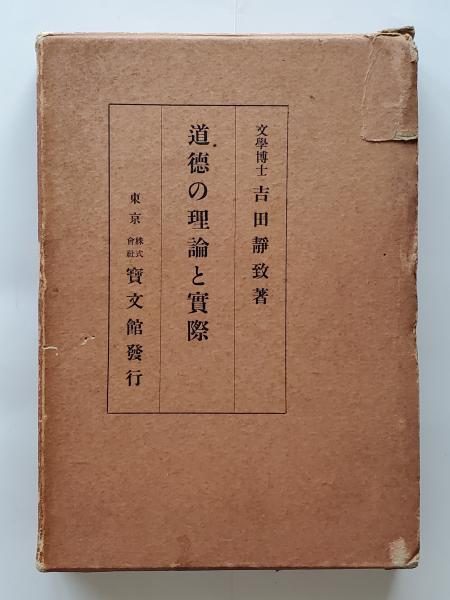 文學博士 吉田靜致著
道德の理論と實際
東京 株式會社 寶文館發行